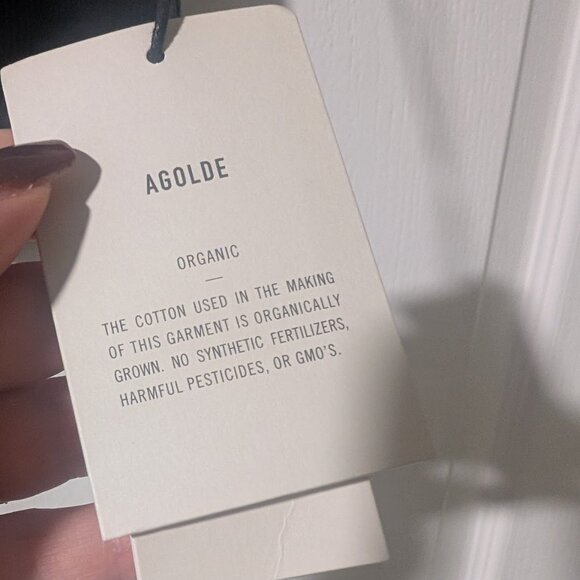 AGOLDE
ORGANIC
THE COTTON USED IN THE MAKING
OF THIS GARMENT IS ORGANICALLY
GROWN. NO SYNTHETIC FERTILIZERS,
HARMFUL PESTICIDES, OR GMO'S.